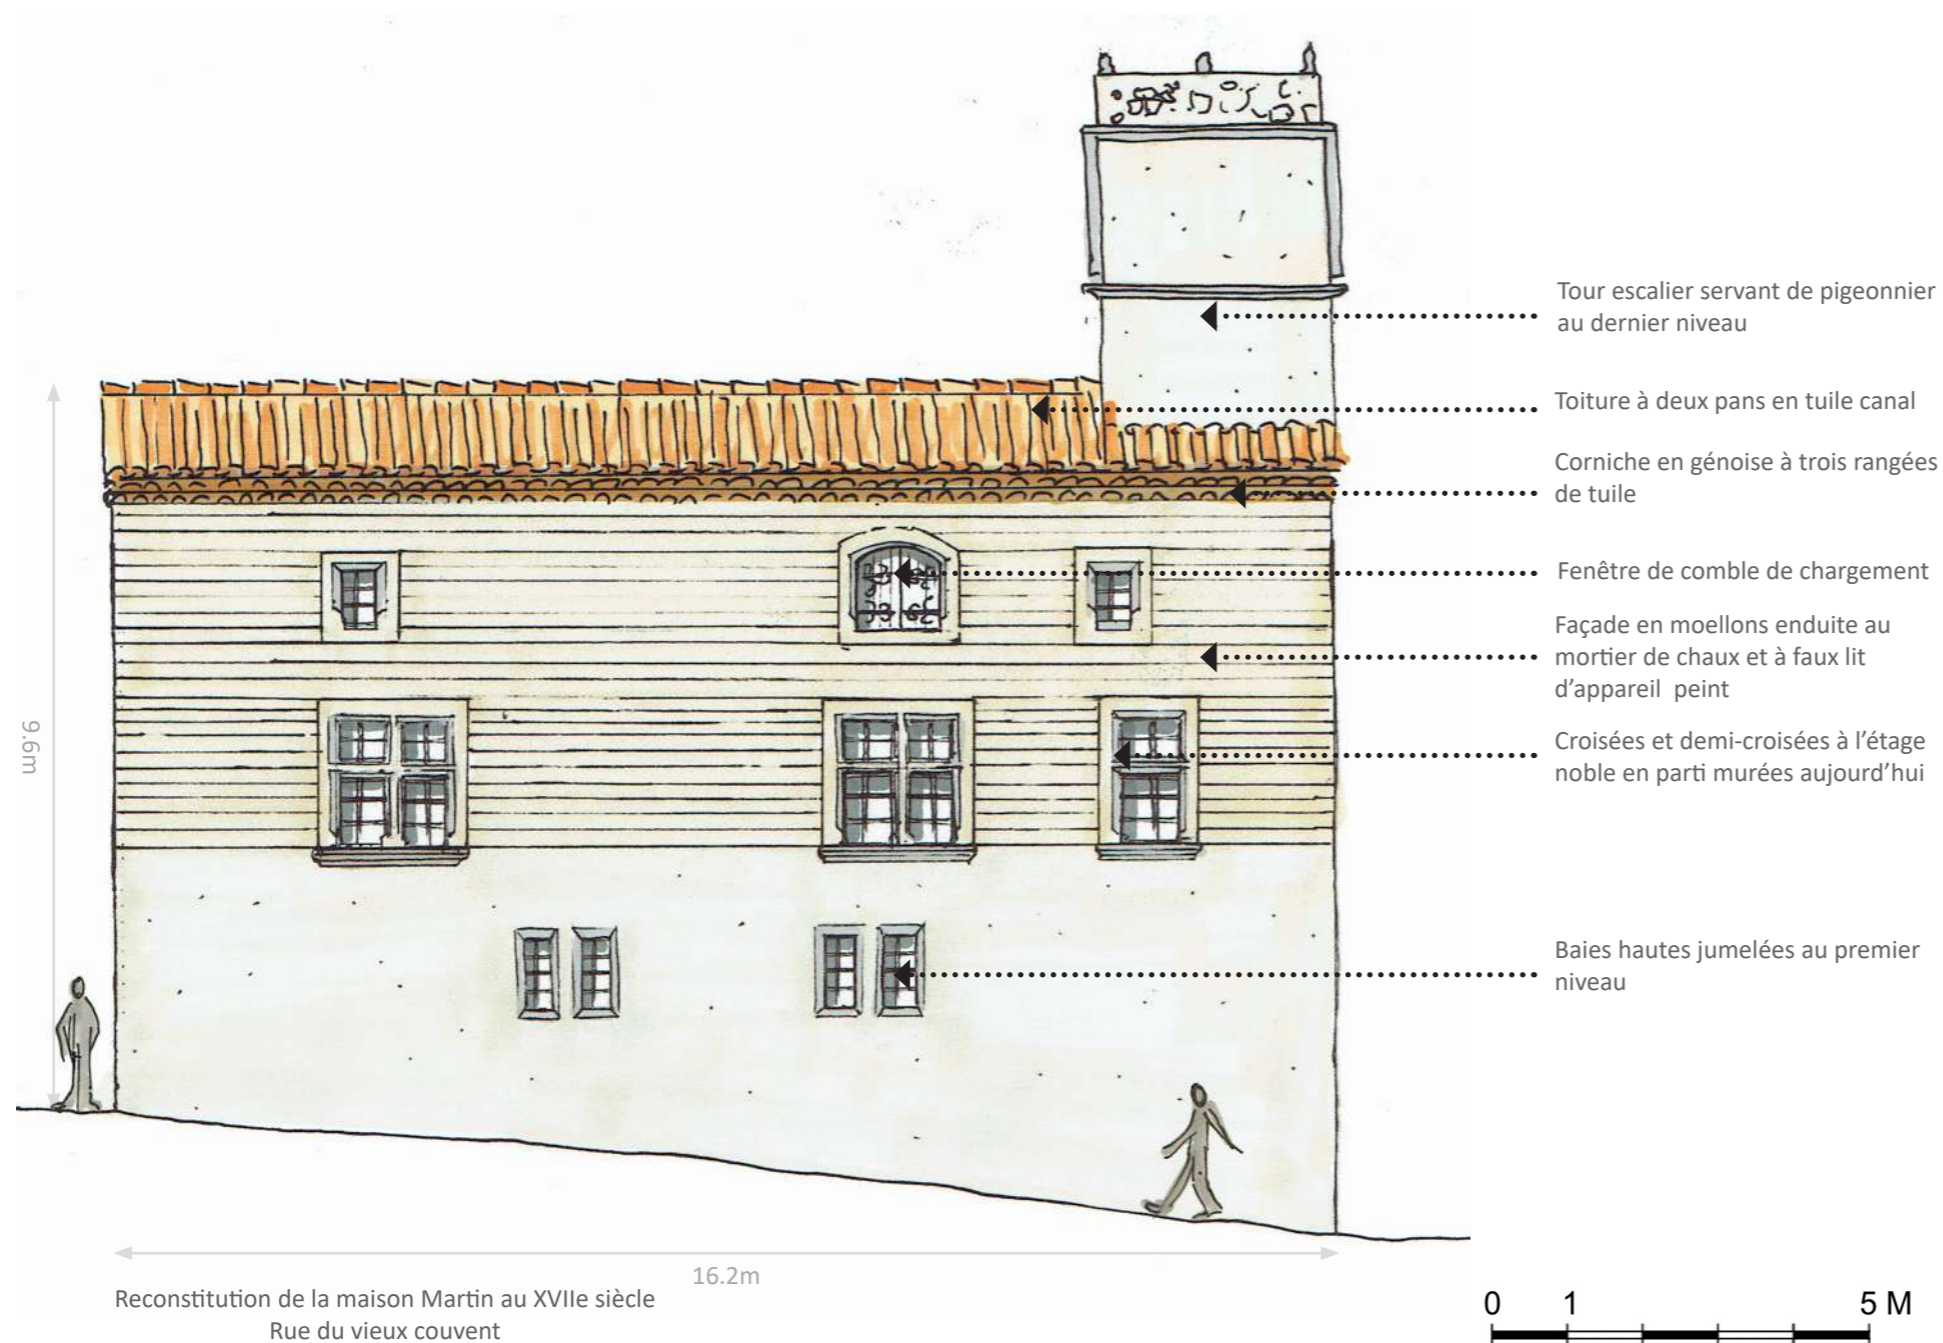 Tour escalier servant de pigeonnier
au dernier niveau
Toiture à deux pans en tuile canal
Corniche en génoise à trois rangées
de tuile
Fenêtre de comble de chargement
Façade en moellons enduite au
mortier de chaux et à faux lit
d’appareil  peint
Croisées et demi-croisées à l’étage
noble en parti murées aujourd’hui
Baies hautes jumelées au premier
niveau
9.6m
16.2m
Reconstitution de la maison Martin au XVIIe siècle
Rue du vieux couvent
0 1 5 M